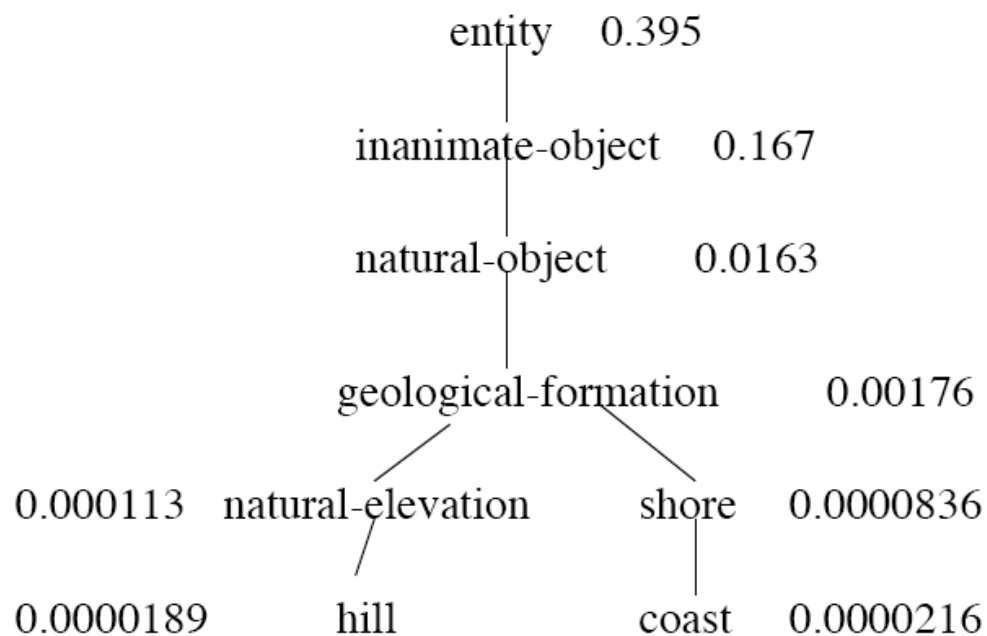 entity 0.395
inanimate-object 0.167
natural-object 0.0163
geological-formation 0.00176
0.000113 natural-elevation shore 0.0000836
0.0000189 hill coast 0.0000216